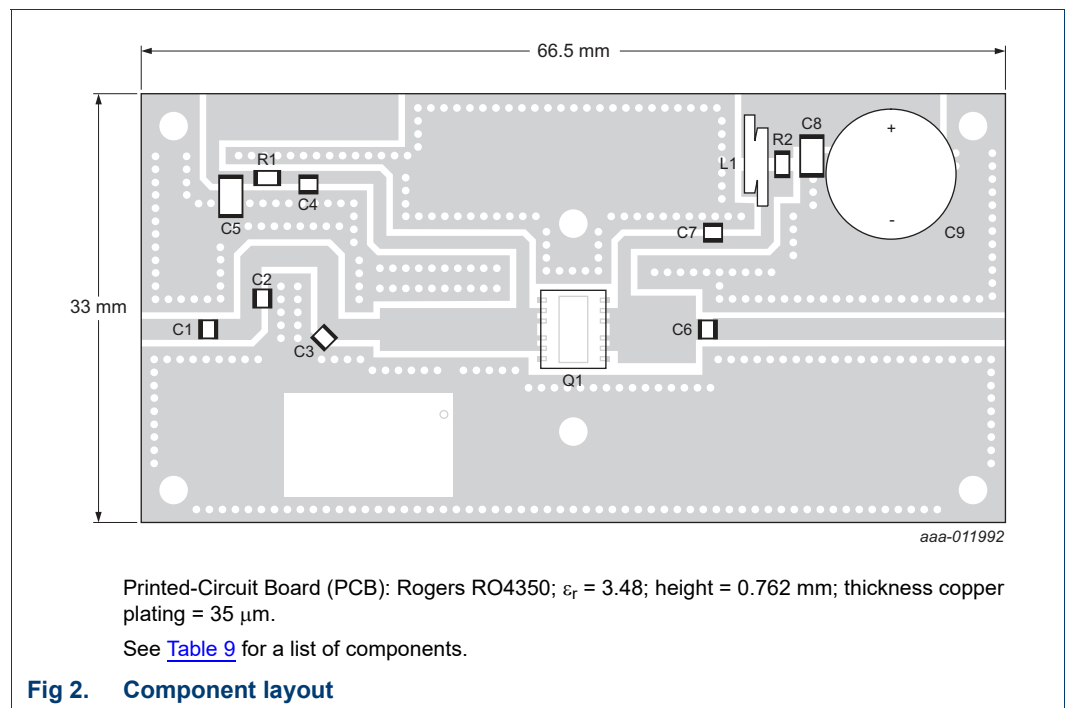 66.5 mm
33 mm
C8
R2
L1
+
-
C9
R1
C4
C5
C7
C2
C1
C3
C6
Q1
aaa-011992
Printed-Circuit Board (PCB): Rogers RO4350; εr = 3.48; height = 0.762 mm; thickness copper
plating = 35 μm.
See Table 9 for a list of components.
Fig 2. Component layout